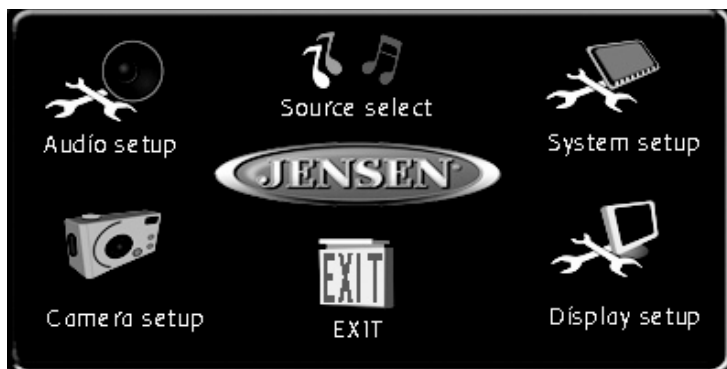 Source select
Audio setup
System setup
JENSEN
EXIT
Camera setup
EXIT
Display setup